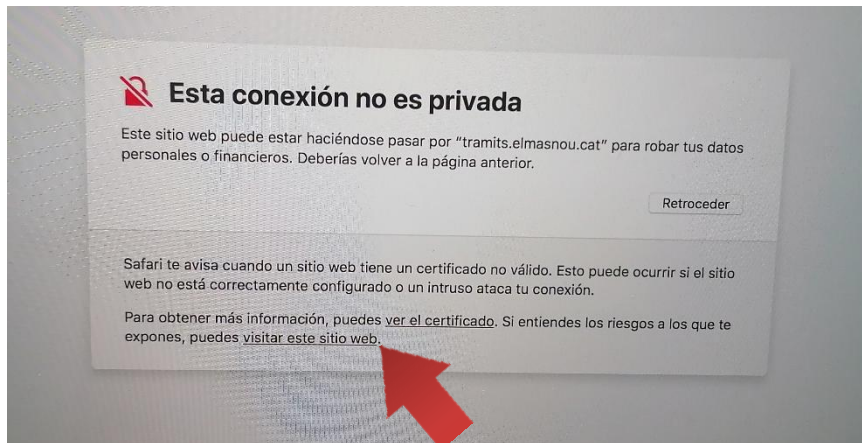 Esta conexión no es privada
Este sitio web puede estar haciéndose pasar por "tramits.elmasnou.cat" para robar tus datos
personales o financieros. Deberías volver a la página anterior.
Retroceder
Safari te avisa cuando un sitio web tiene un certificado no válido. Esto puede ocurrir si el sitio
web no está correctamente configurado o un intruso ataca tu conexión.
Para obtener más información, puedes ver el certificado. Si entiendes los riesgos a los que te
expones, puedes visitar este sitio web.